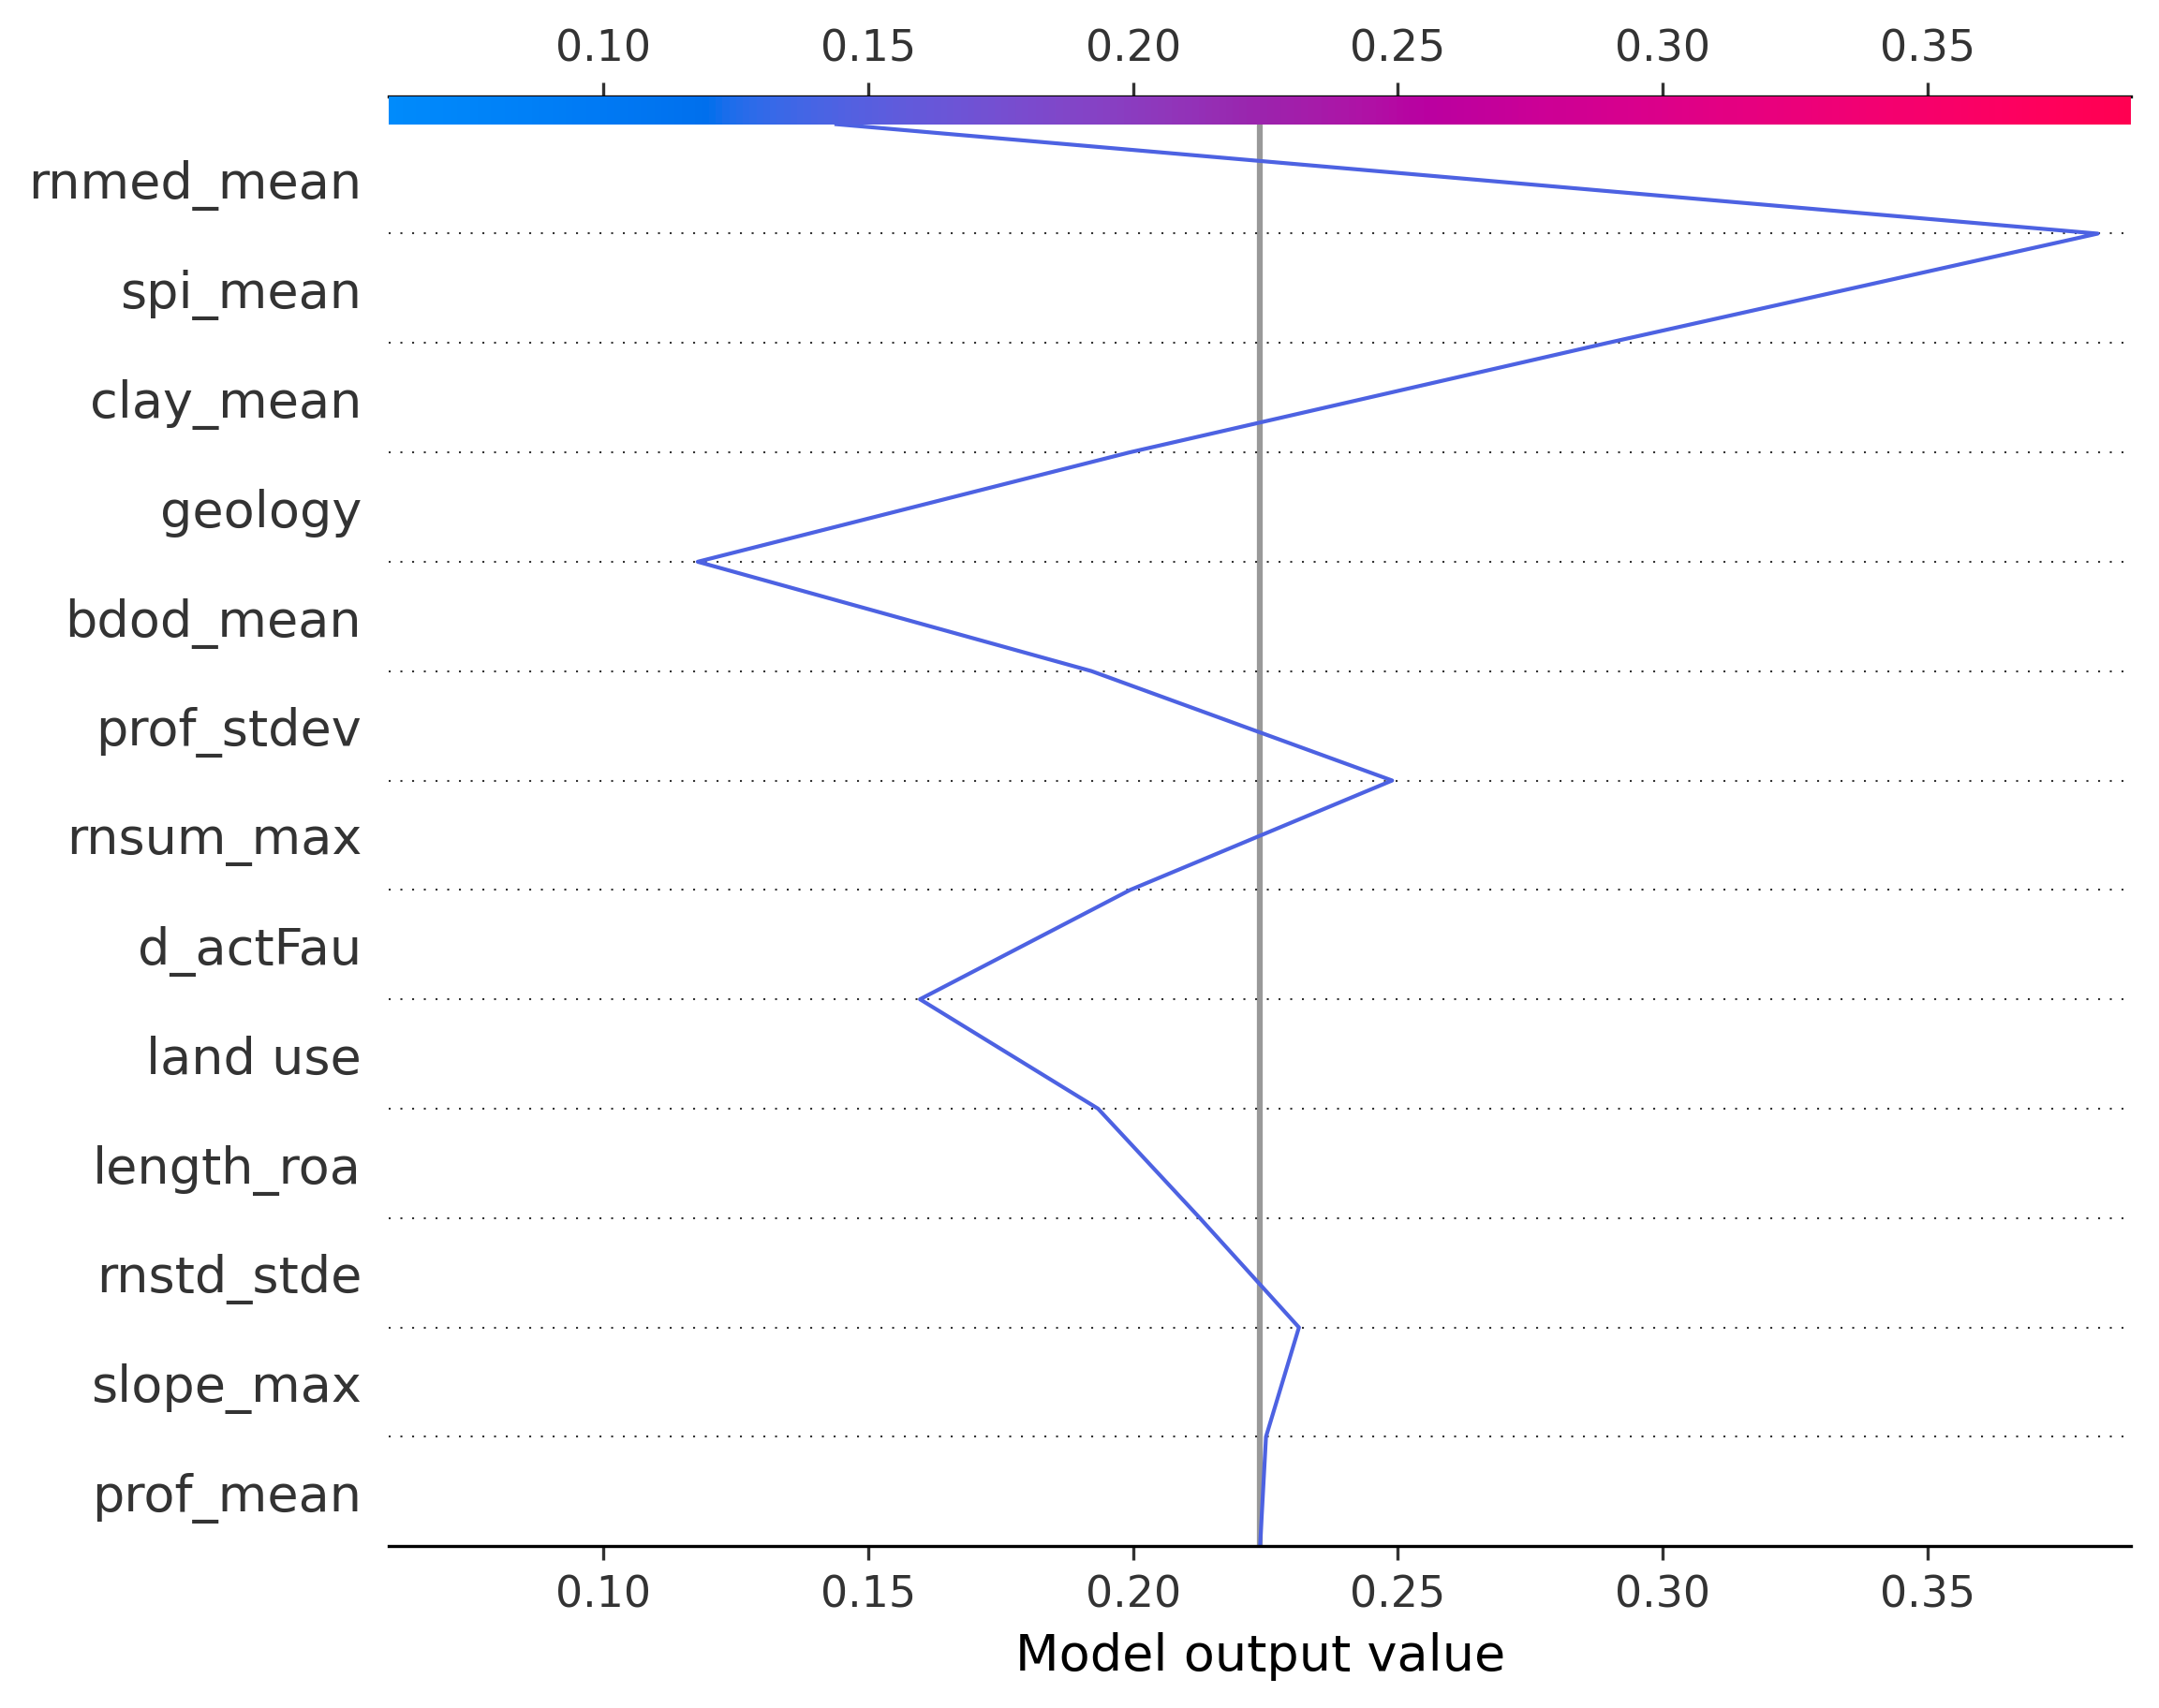 0.10 0.15 0.20 0.25 0.30 0.35
rnmed_mean
spi_mean
clay_mean
geology
bdod_mean
prof_stdev
rnsum_max
d_actFau
land use
length_roa
rnstd_stde
slope_max
prof_mean
0.10 0.15 0.20 0.25 0.30 0.35
Model output value